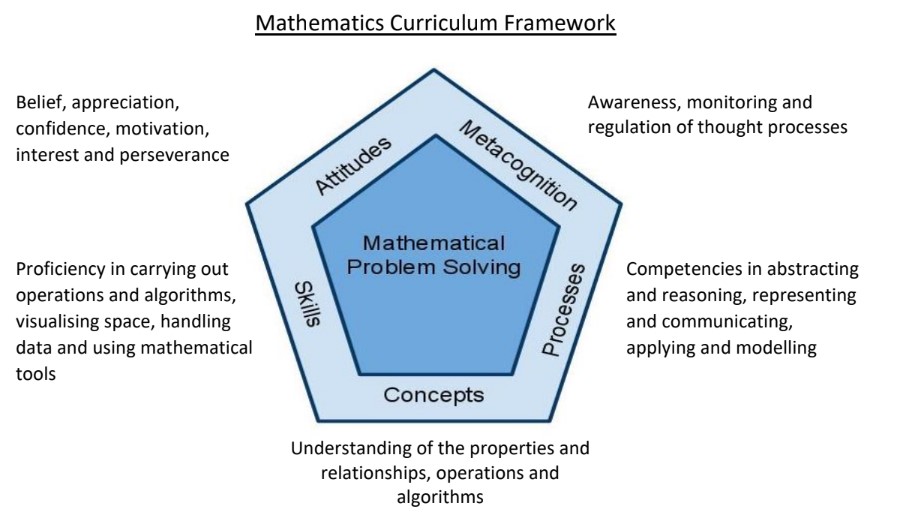 Mathematics Curriculum Framework
Belief, appreciation,
confidence, motivation,
interest and perseverance
Awareness, monitoring and
regulation of thought processes
Attitudes
Metacognition
Mathematical
Problem Solving
Proficiency in carrying out
operations and algorithms,
visualising space, handling
data and using mathematical
tools
Skills
Processes
Competencies in abstracting
and reasoning, representing
and communicating,
applying and modelling
Concepts
Understanding of the properties and
relationships, operations and
algorithms